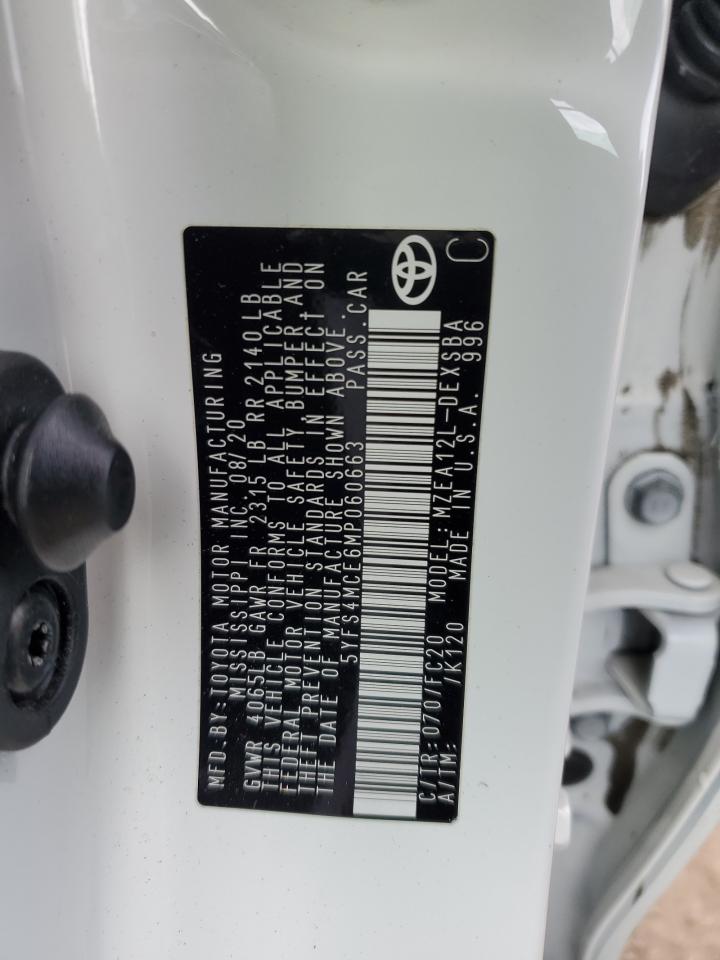 MFD.BY:TOYOTA MOTOR MANUFACTURING
MISSISSIPPI INC. 08/20
GVWR 4065LB GAWR FR 2315 LB RR 2140 LB
THIS VEHICLE CONFORMS TO ALL APPLICABLE
FEDERAL MOTOR VEHICLE SAFETY BUMPER AND
THEFT PREVENTION STANDARDS IN EFFECT ON
THE DATE OF MANUFACTURE SHOWN ABOVE.
5YFS4MCE6MP060663 PASS.CAR
C/TR:070/FC20 MODEL:MZEA12L-DEXSBA
A/TM: /K120 MADE IN U.S.A. 996
C